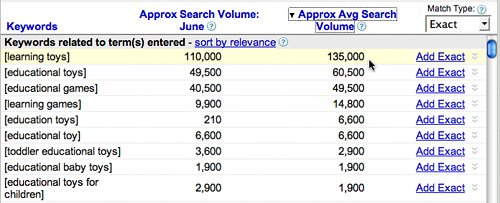 Keywords Approx Search Volume: June ? ▼ Approx Avg Search Volume ? Match Type: ? Exact
Keywords related to term(s) entered - sort by relevance ?
[learning toys] 110,000 135,000 Add Exact
[educational toys] 49,500 60,500 Add Exact
[educational games] 40,500 49,500 Add Exact
[learning games] 9,900 14,800 Add Exact
[education toys] 210 6,600 Add Exact
[educational toy] 6,600 6,600 Add Exact
[toddler educational toys] 3,600 2,900 Add Exact
[educational baby toys] 1,900 1,900 Add Exact
[educational toys for
children] 2,900 1,900 Add Exact